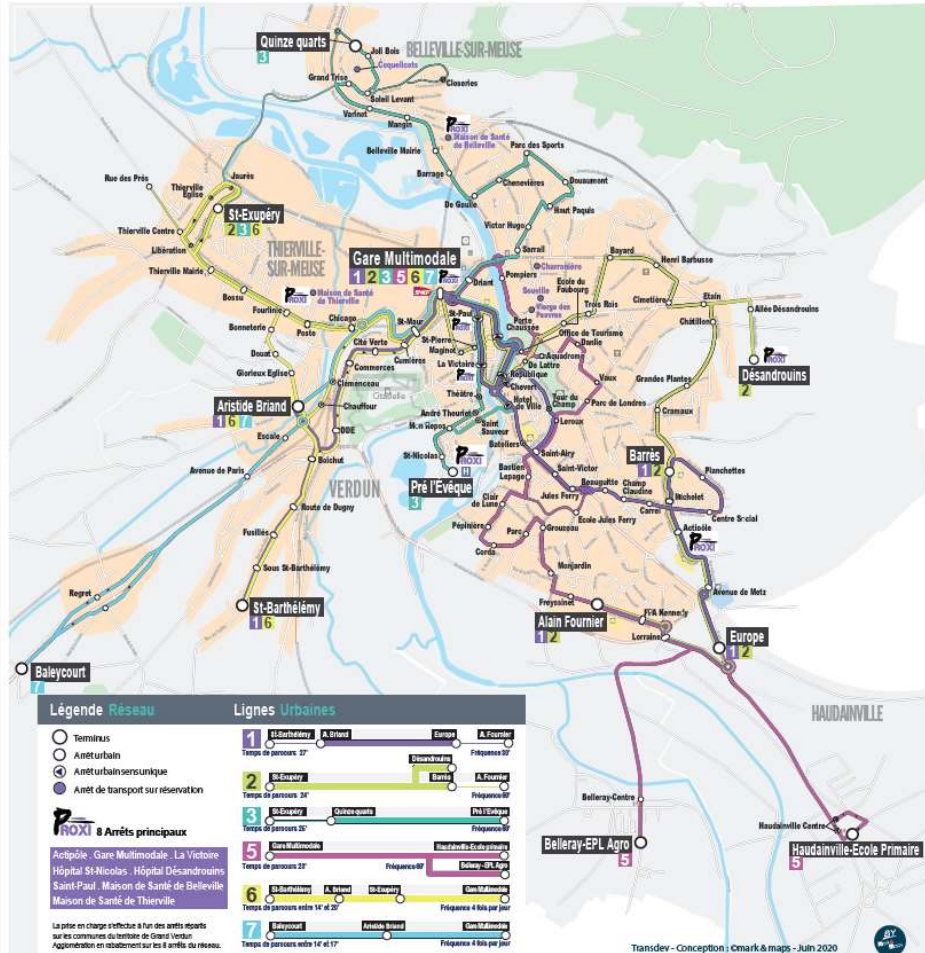 Quinze quarts
3
Joli Bois
BELLEVILLE-SUR-MEUSE
Coquelicots
Grand Trise
Closeries
Soleil Levant
Varinot
Mangin
PROXI
Maison de Santé
de Belleville
Belleville Mairie
Parc des Sports
Barrage
Chenevières
Douaumont
De Gaulle
Haut Paquis
Victor Hugo
Rue des Prés
Jaurès
Thierville
Eglise
St-Exupéry
2 3 6
Thierville Centre
Libération
THIERVILLE-
SUR-MEUSE
Thierville Mairie
Gare Multimodale
1 2 3 5 6 7
PROXI
Sarrail
Bayard
Henri Barbusse
Driant
Pompiers
Charmière
Ecole du
Faubourg
Souville
Vierge des
Pauvres
Cimetière
Etain
Allée Désandrouins
Bossu
PROXI
Maison de Santé
de Thierville
Fourlinie
Poste
Chicago
St-Maur
St-Paul
PROXI
Porte
Chaussée
Trois Rois
Châtillon
Office de Tourisme
Danlie
Bonneterie
Cité Verte
St-Pierre
Maginot
Aquadrome
De Lattre
PROXI
Désandrouins
2
Douat
Commerces
Cumières
La Victoire
République
Glorieux Eglise
Clémenceau
PROXI
Chevert
Vaux
Grandes Plantes
Citadelle
Théâtre
Hotel
de Ville
Tour du
Champ
Parc de Londres
Aristide Briand
1 6 7
Chauffour
André Theuriet
Mon Repos
Saint
Sauveur
Leroux
Cramaux
Escale
DDE
Bateliers
St-Nicolas
PROXI
H
Saint-Airy
Boichut
Barrès
1 2
Planchettes
Avenue de Paris
VERDUN
Pré l'Évêque
3
Bastien
Lepage
Saint-Victor
Beauguitte
Champ
Claudine
Michelet
Clair
de Lune
Jules Ferry
Carrel
Centre Social
Route de Dugny
Ecole Jules Ferry
Actipôle
Pépinière
Parc
Grouzeau
PROXI
Fusillés
Corda
Monjardin
Sous St-Barthélémy
Avenue de Metz
Regret
Freyssinet
St-Barthélémy
1 6
Alain Fournier
1 2
FPA Kennedy
Lorraine
Europe
1 2
Baleycourt
7
HAUDAINVILLE
Belleray-Centre
Belleray-EPL Agro
5
Haudainville Centre
Haudainville-Ecole Primaire
5
Légende Réseau
Terminus
Arrêt urbain
Arrêt urbain sens unique
Arrêt de transport sur réservation
PROXI 8 Arrêts principaux
Actipôle . Gare Multimodale . La Victoire
Hôpital St-Nicolas . Hôpital Désandrouins
Saint-Paul . Maison de Santé de Belleville
Maison de Santé de Thierville
La prise en charge s'effectue à l'un des arrêts répartis
sur les communes du territoire de Grand Verdun
Agglomération en rabattement sur les 8 arrêts du réseau.
Lignes Urbaines
1
St-Barthélémy A. Briand Europe A. Fournier
Temps de parcours 27' Fréquence 30'
Désandrouins
2
St-Exupéry Barrès A. Fournier
Temps de parcours 24' Fréquence 60'
3
St-Exupéry Quinze-quarts Pré l'Evêque
Temps de parcours 25' Fréquence 60'
5
Gare Multimodale Haudainville-Ecole primaire
Temps de parcours 23' Fréquence 60' Belleray-EPL Agro
6
St-Barthélémy A. Briand St-Exupéry Gare Multimodale
Temps de parcours entre 14' et 20' Fréquence 4 fois par jour
7
Baleycourt Aristide Briand Gare Multimodale
Temps de parcours entre 14' et 17' Fréquence 4 fois par jour
Transdev - Conception : ©mark & maps - Juin 2020